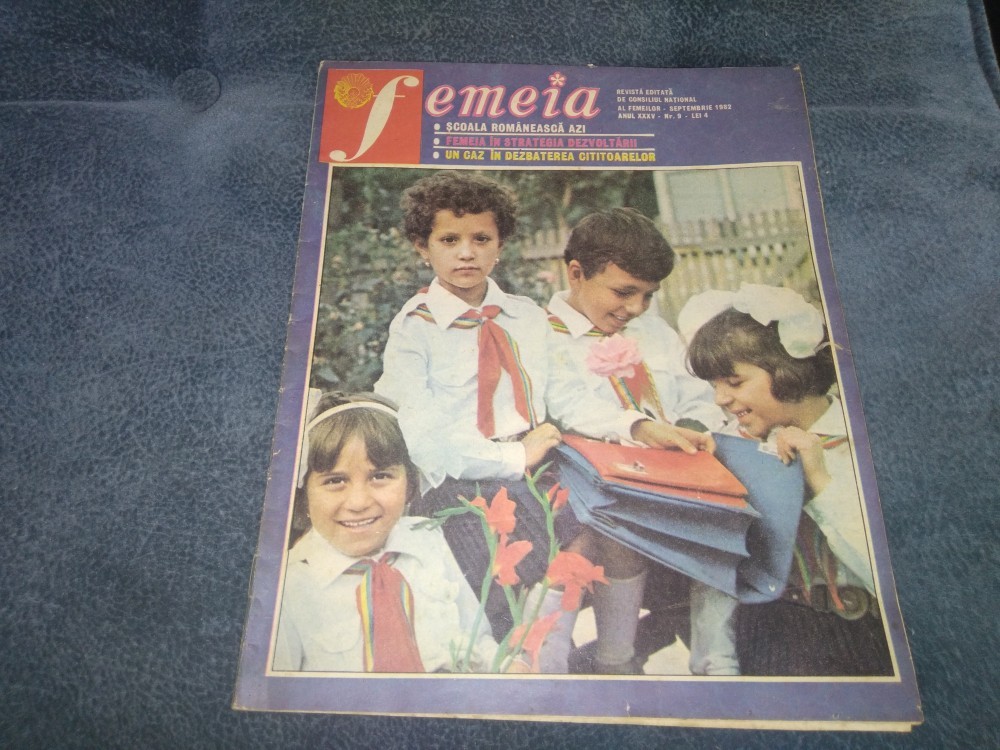 femeia
REVISTĂ EDITATĂ
DE CONSILIUL NAȚIONAL
AL FEMEILOR - SEPTEMBRIE 1982
ANUL XXXV - Nr. 9 - LEI 4
• ȘCOALA ROMÂNEASCĂ AZI
• FEMEIA ÎN STRATEGIA DEZVOLTĂRII
• UN CAZ ÎN DEZBATEREA CITITOARELOR